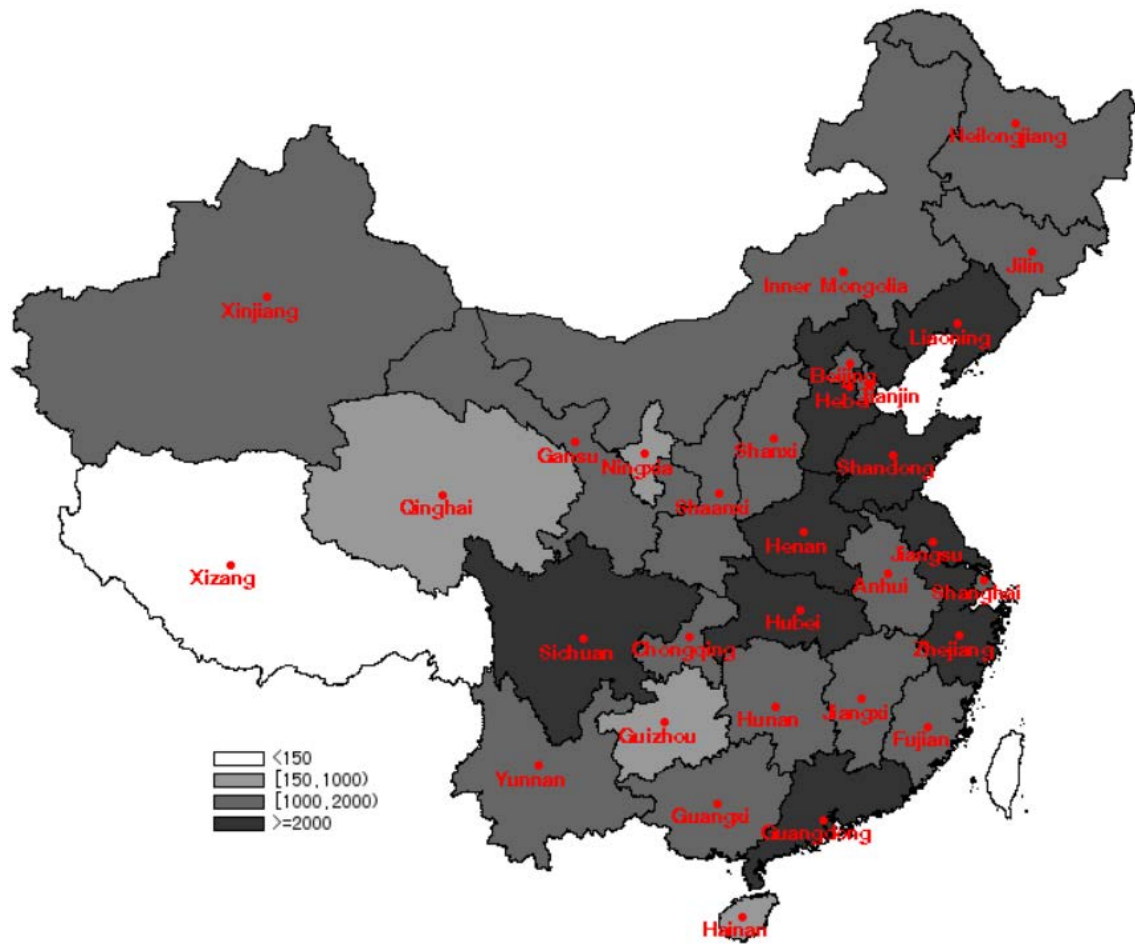 Heilongjiang
Jilin
Inner Mongolia
Xinjiang
Liaoning
Beijing
Hebei
Tianjin
Shanxi
Gansu
Ningxia
Shandong
Qinghai
Shaanxi
Henan
Jiangsu
Xizang
Anhui
Shanghai
Hubei
Sichuan
Chongqing
Zhejiang
Hunan
Jiangxi
Guizhou
Fujian
Yunnan
Guangxi
Guangdong
Hainan
<150
[150,1000)
[1000,2000)
>=2000